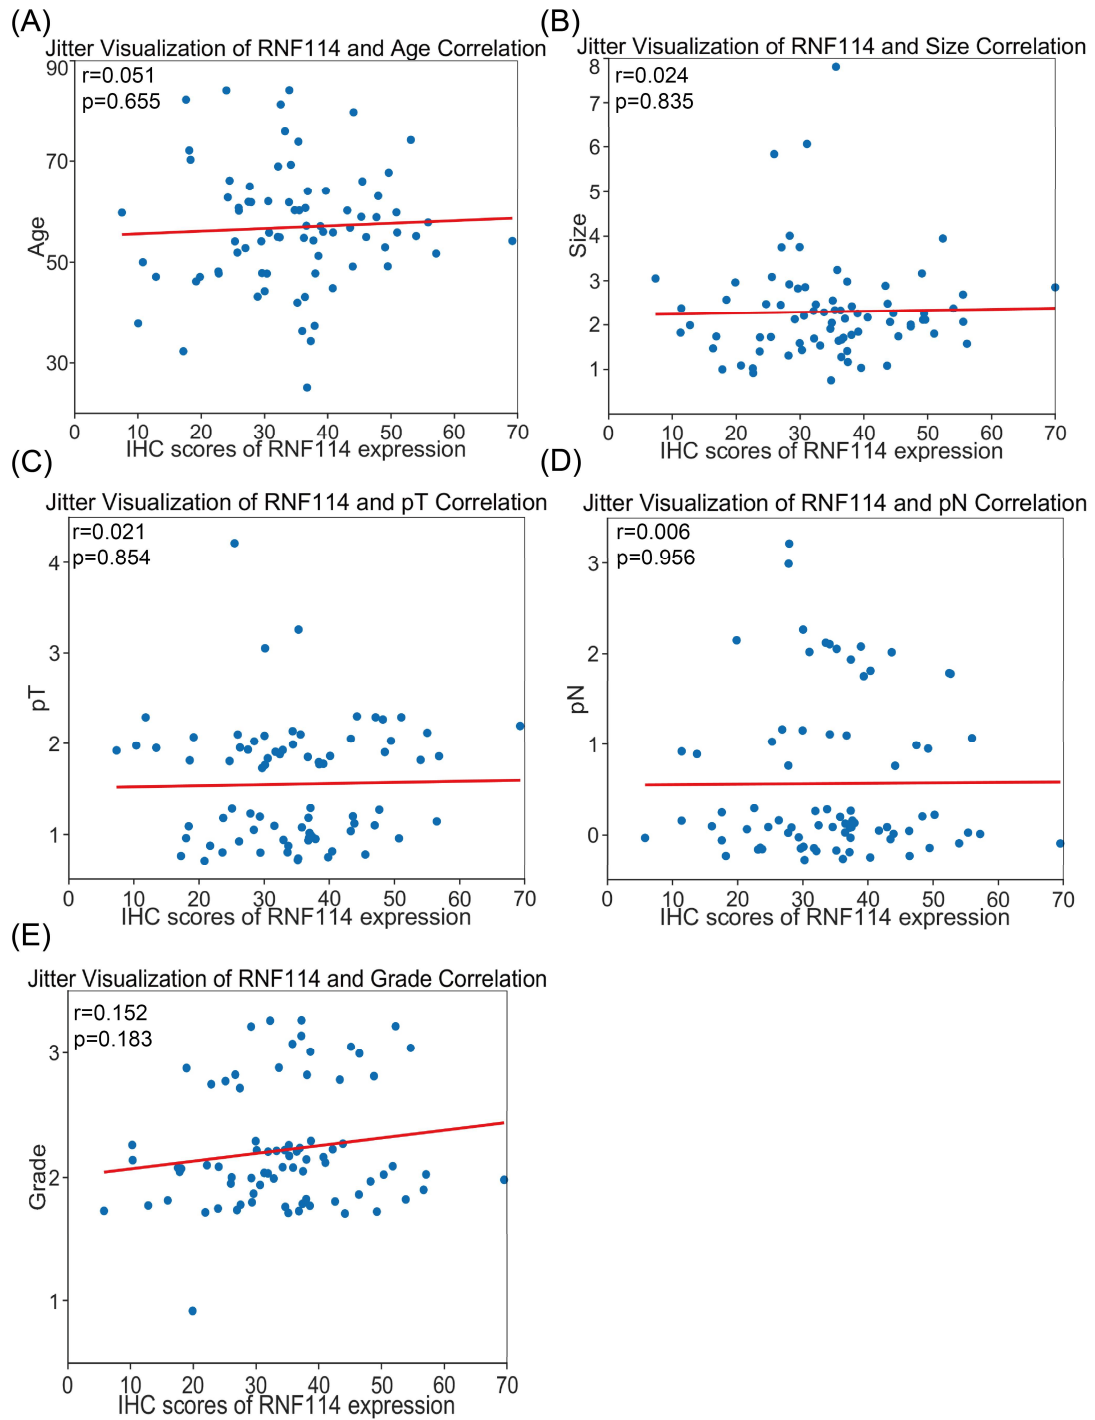 (A)
Jitter Visualization of RNF114 and Age Correlation
r=0.051
p=0.655
90
70
50
30
Age
0 10 20 30 40 50 60 70
IHC scores of RNF114 expression
(B)
Jitter Visualization of RNF114 and Size Correlation
r=0.024
p=0.835
8
7
6
5
4
3
2
1
Size
10 20 30 40 50 60 70
0
IHC scores of RNF114 expression
(C)
Jitter Visualization of RNF114 and pT Correlation
r=0.021
p=0.854
4
3
2
1
pT
0 10 20 30 40 50 60 70
IHC scores of RNF114 expression
(D)
Jitter Visualization of RNF114 and pN Correlation
r=0.006
p=0.956
3
2
1
0
pN
0 10 20 30 40 50 60 70
IHC scores of RNF114 expression
(E)
Jitter Visualization of RNF114 and Grade Correlation
r=0.152
p=0.183
3
2
1
Grade
0 10 20 30 40 50 60 70
IHC scores of RNF114 expression